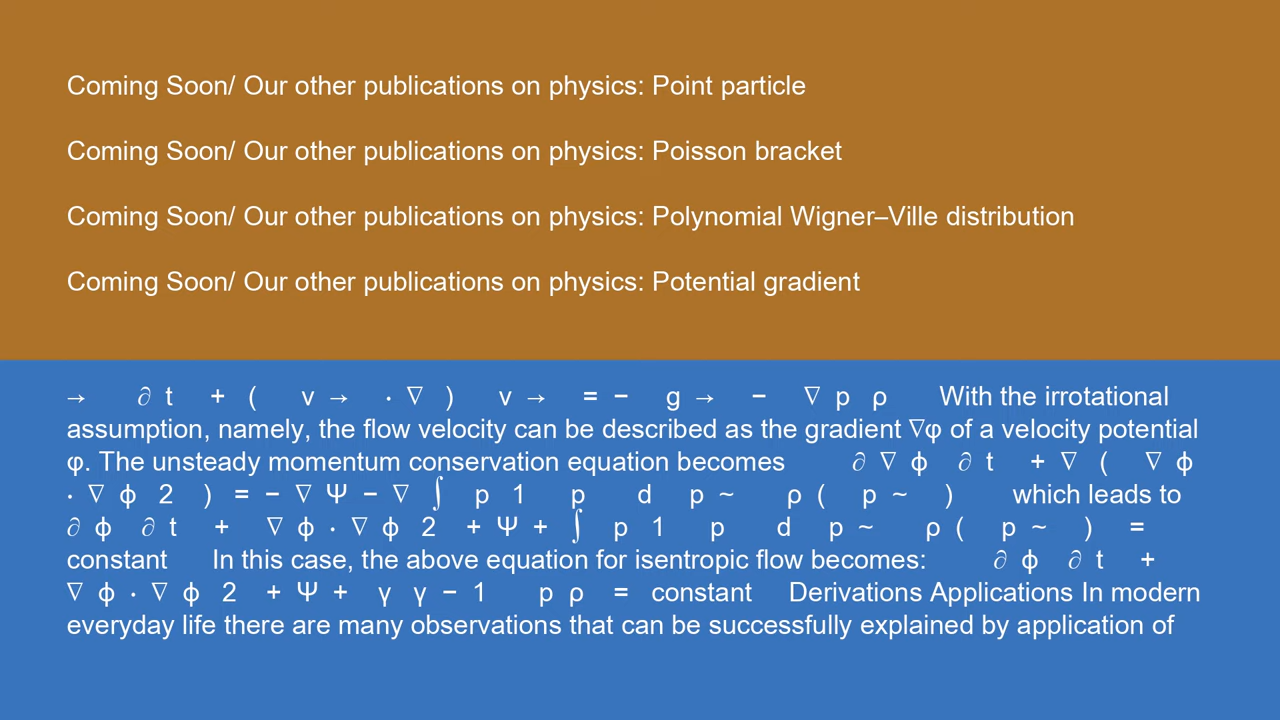 Coming Soon/ Our other publications on physics: Point particle
Coming Soon/ Our other publications on physics: Poisson bracket
Coming Soon/ Our other publications on physics: Polynomial Wigner–Ville distribution
Coming Soon/ Our other publications on physics: Potential gradient
→ ∂ t + ( v → ⋅ ∇ ) v → = − g → − ∇ p ρ With the irrotational
assumption, namely, the flow velocity can be described as the gradient ∇φ of a velocity potential
φ. The unsteady momentum conservation equation becomes ∂ ∇ ϕ ∂ t + ∇ ( ∇ ϕ
⋅ ∇ ϕ 2 ) = − ∇ Ψ − ∇ ∫ p 1 p d p ~ ρ ( p ~ ) which leads to
∂ ϕ ∂ t + ∇ ϕ ⋅ ∇ ϕ 2 + Ψ + ∫ p 1 p d p ~ ρ ( p ~ ) =
constant In this case, the above equation for isentropic flow becomes: ∂ ϕ ∂ t +
∇ ϕ ⋅ ∇ ϕ 2 + Ψ + γ γ − 1 p ρ = constant Derivations Applications In modern
everyday life there are many observations that can be successfully explained by application of